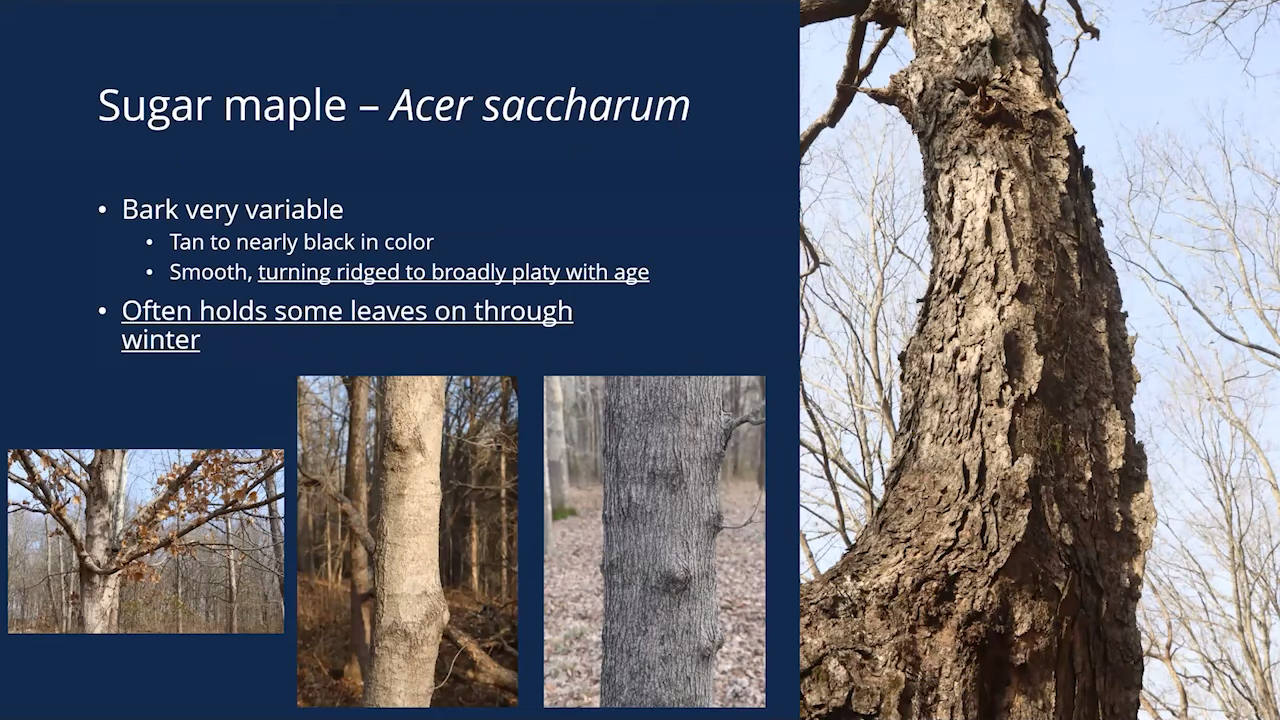 Sugar maple – Acer saccharum
• Bark very variable
• Tan to nearly black in color
• Smooth, turning ridged to broadly platy with age
• Often holds some leaves on through
winter